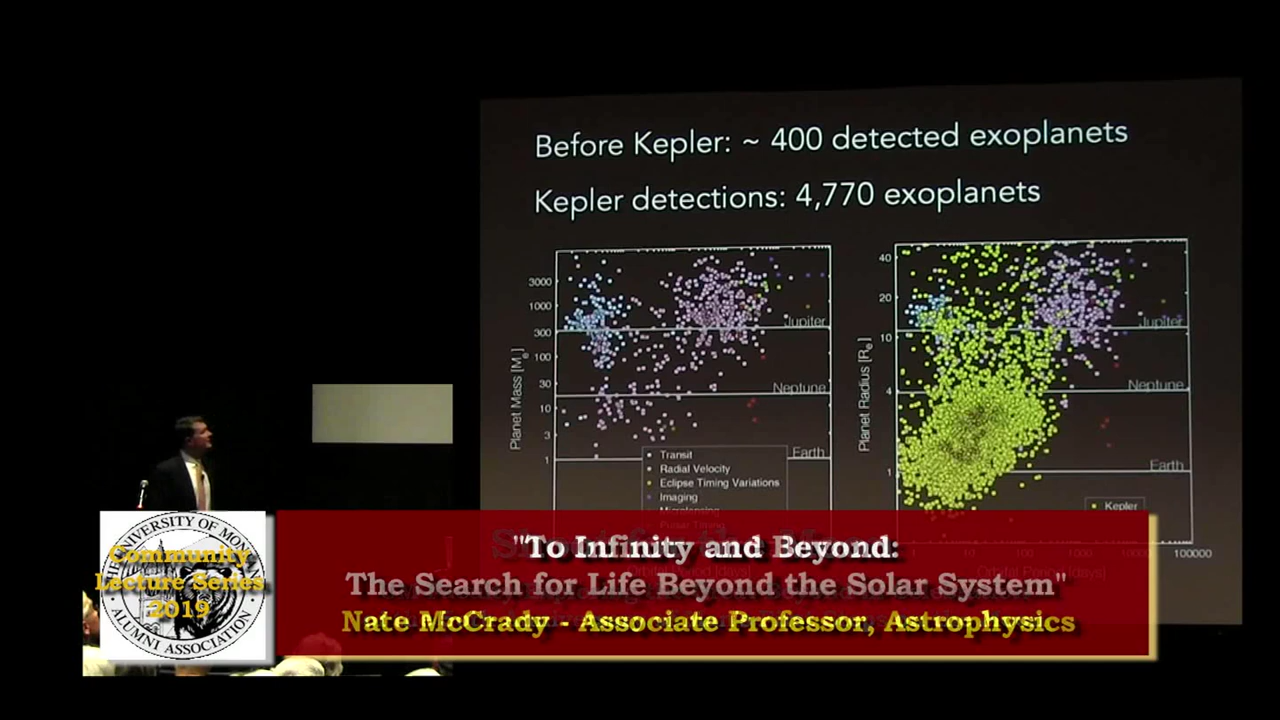 Before Kepler: ~ 400 detected exoplanets
Kepler detections: 4,770 exoplanets
3000
1000
300
100
30
10
3
1
Planet Mass [M
Jupiter
Neptune
Earth
Transit
Radial Velocity
Eclipse Timing Variations
Imaging
Microlensing
40
20
10
4
1
Planet Radius [R
Jupiter
Neptune
Earth
Kepler
100000
UNIVERSITY OF MON
ALUMNI ASSOCIATION
Community
Lecture Series
2019
"To Infinity and Beyond:
The Search for Life Beyond the Solar System"
Nate McCrady - Associate Professor, Astrophysics